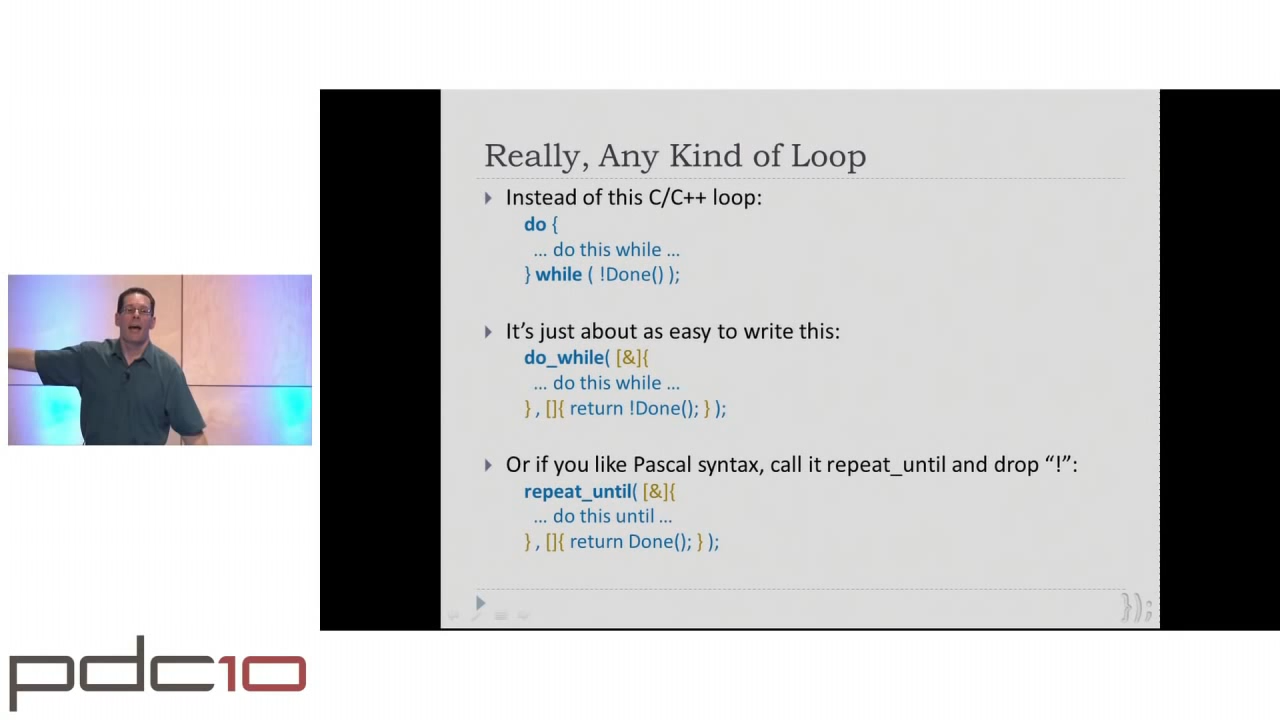 Really, Any Kind of Loop
Instead of this C/C++ loop:
do {
... do this while ...
} while ( !Done() );
It's just about as easy to write this:
do_while( [&]{
... do this while ...
} , []{ return !Done(); } );
Or if you like Pascal syntax, call it repeat_until and drop “!”:
repeat_until( [&]{
... do this until ...
} , []{ return Done(); } );
});
pdc10